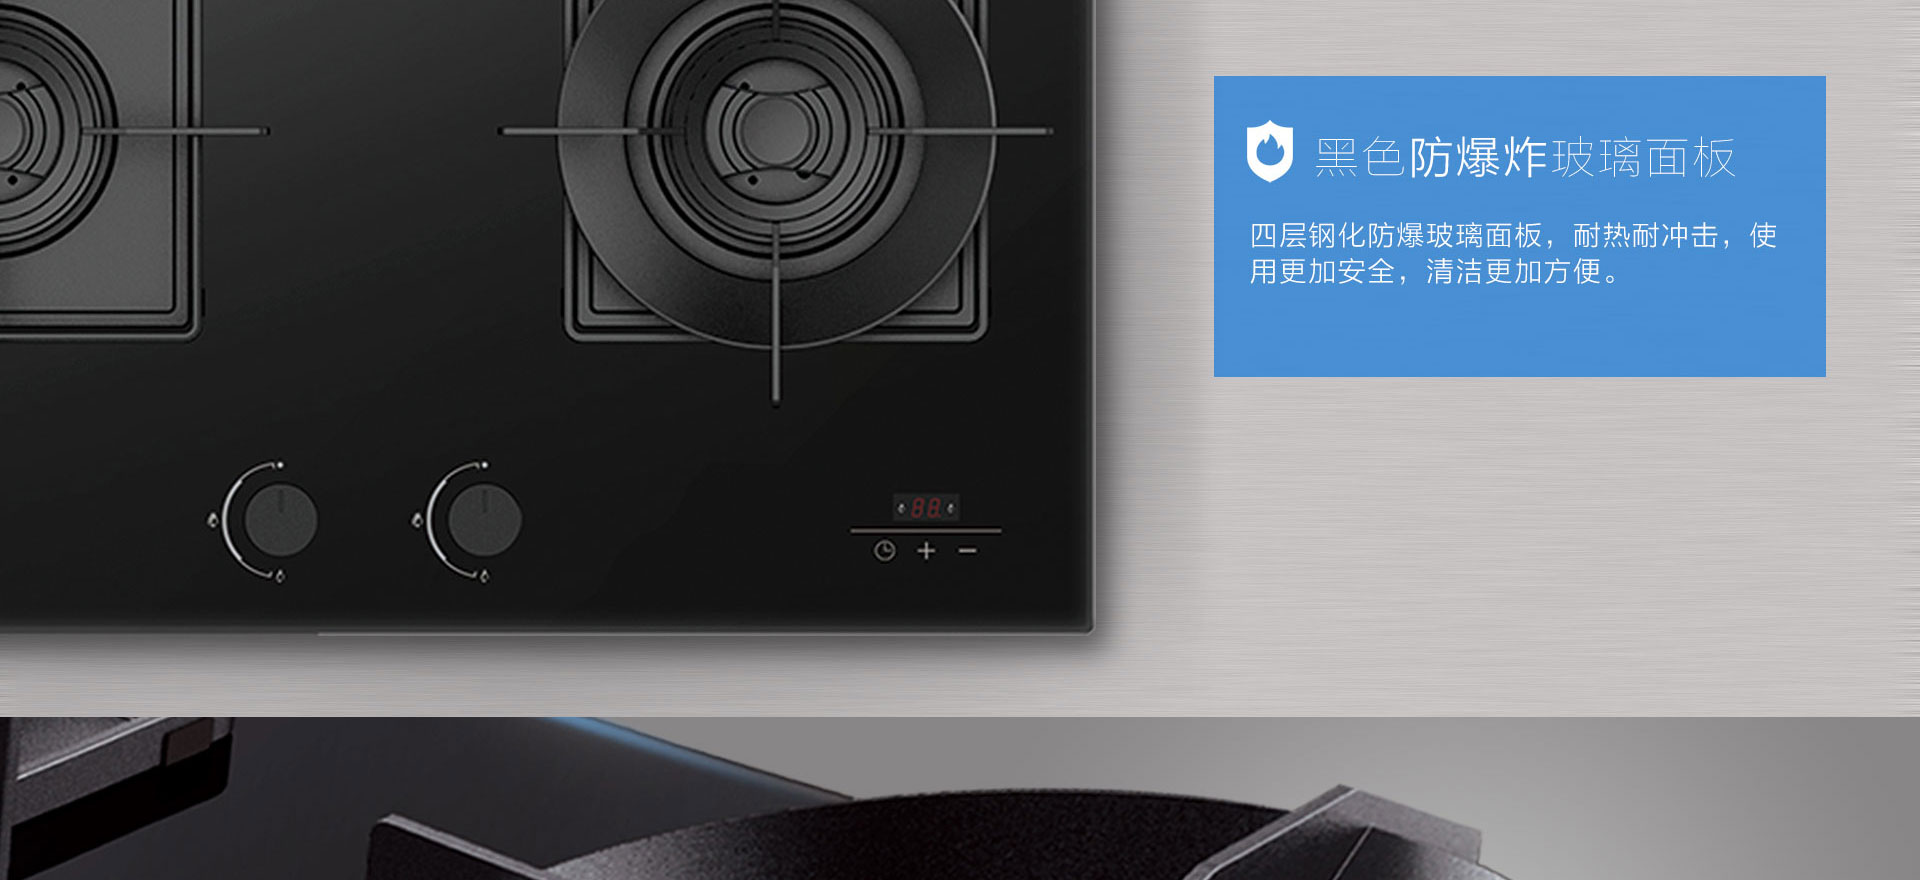 黑色防爆炸玻璃面板
四层钢化防爆玻璃面板，耐热耐冲击，使
用更加安全，清洁更加方便。
88